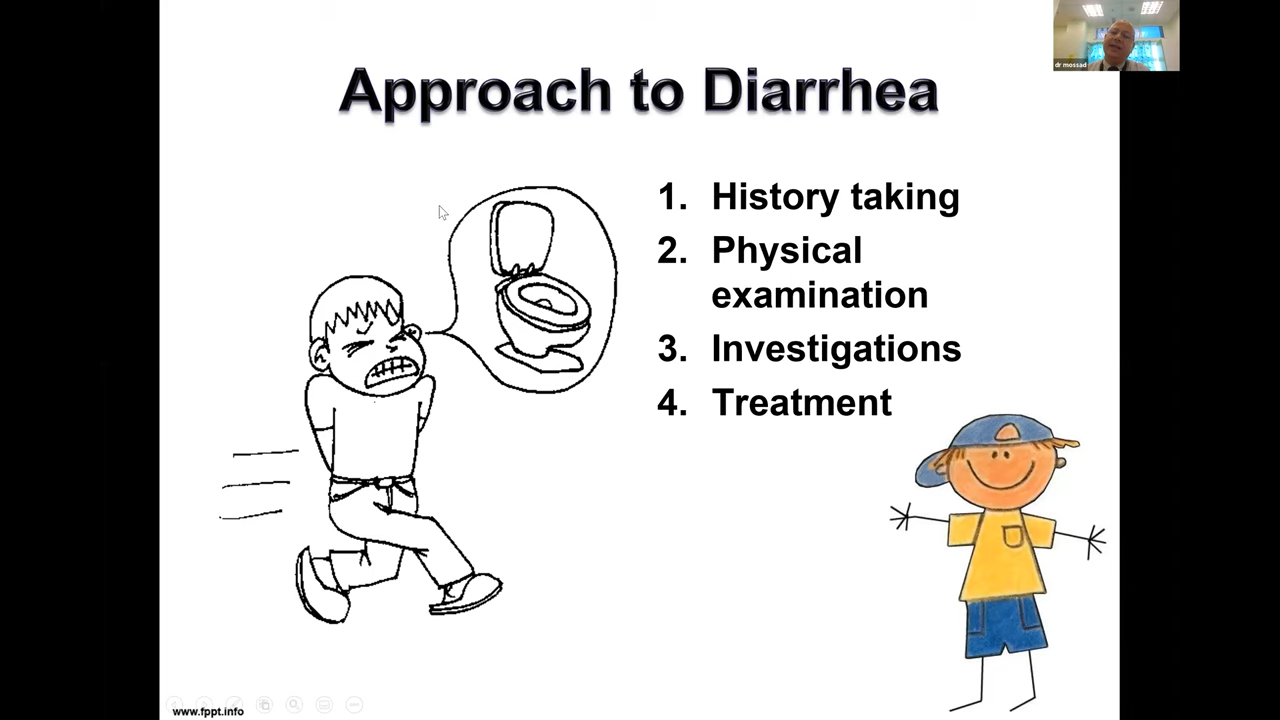 dr mossad
Approach to Diarrhea
1. History taking
2. Physical
examination
3. Investigations
4. Treatment
www.fppt.info